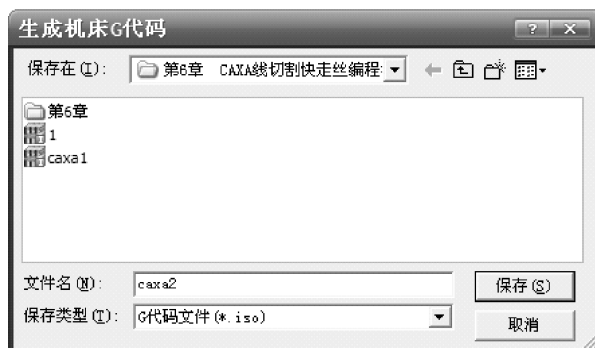 生成机床G代码
保存在(I): 第6章 CAXA线切割快走丝编程
第6章
1
caxa1
文件名(N): caxa2 保存(S)
保存类型(T): G代码文件(*.iso) 取消